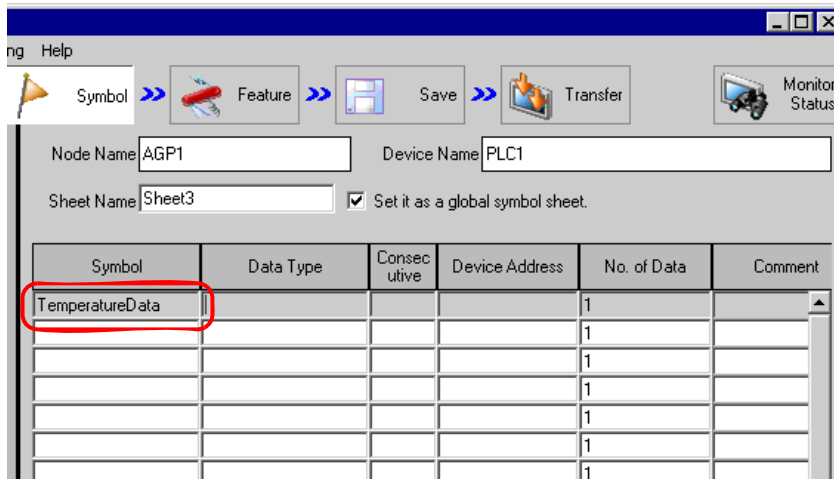 ng Help
Symbol Feature Save Transfer Monitor Status
Node Name AGP1 Device Name PLC1
Sheet Name Sheet3 Set it as a global symbol sheet.
Symbol Data Type Consecutive Device Address No. of Data Comment
TemperatureData 1
1
1
1
1
1
1